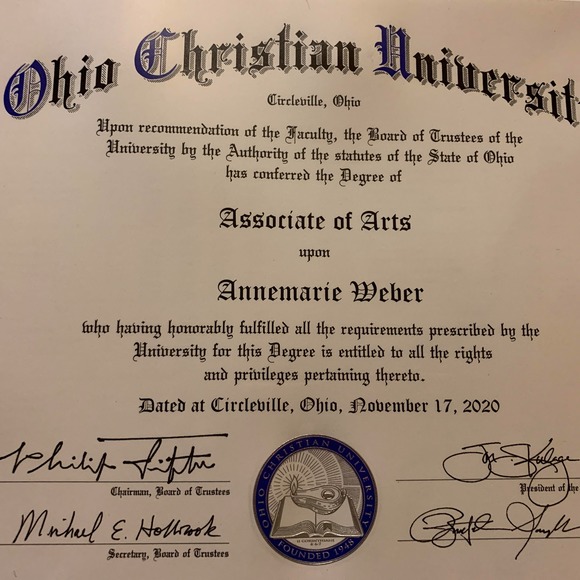 Ohio Christian Universit
Circleville, Ohio
Upon recommendation of the Faculty, the Board of Trustees of the
University by the Authority of the statutes of the State of Ohio
has conferred the Degree of
Associate of Arts
upon
Annemarie Weber
who having honorably fulfilled all the requirements prescribed by the
University for this Degree is entitled to all the rights
and privileges pertaining thereto.
Dated at Circleville, Ohio, November 17, 2020
Chairman, Board of Trustees
President of the
Michael E. Holbrook
Secretary, Board of Trustees
OHIO CHRISTIAN UNIVERSITY
FOUNDED 1948